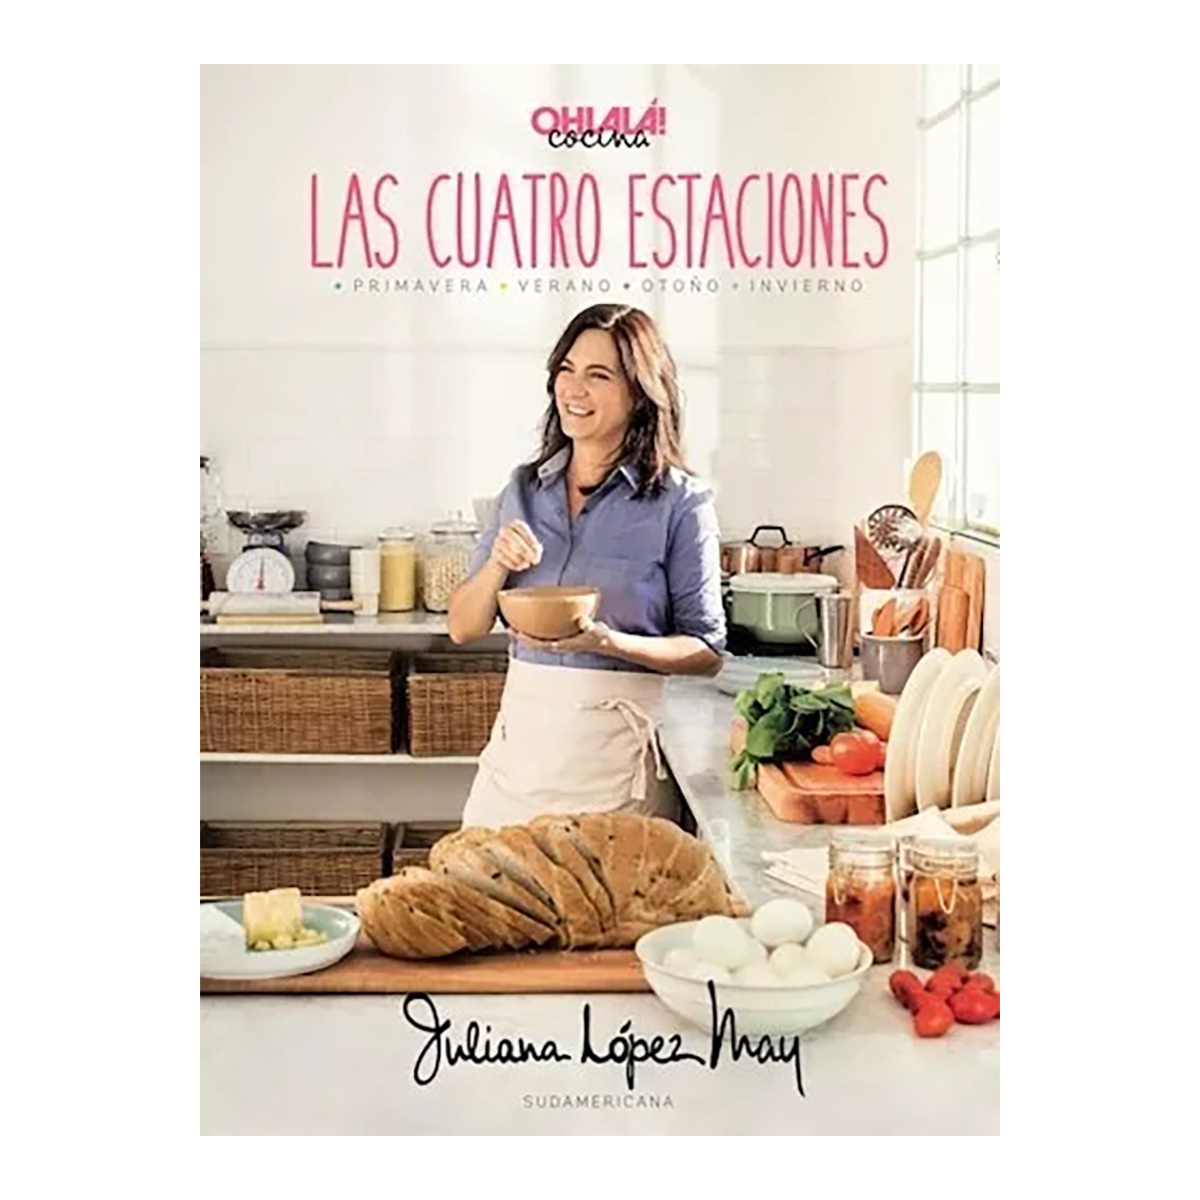 OHLALÁ!
cocina
LAS CUATRO ESTACIONES
• PRIMAVERA • VERANO • OTOÑO • INVIERNO
Juliana López May
SUDAMERICANA